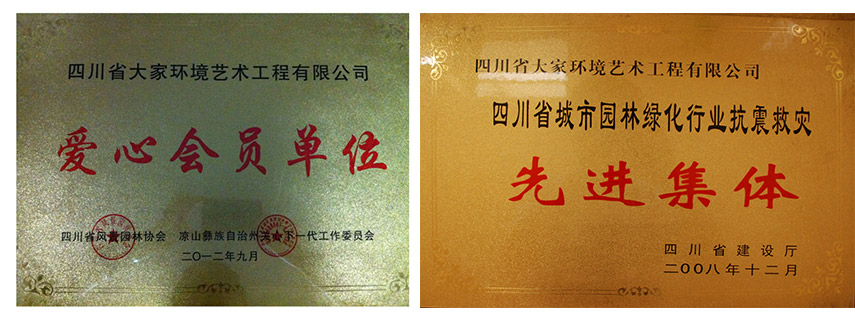 四川省大家环境艺术工程有限公司
爱心会员单位
四川省风景园林协会 凉山彝族自治州关心下一代工作委员会
二〇一二年九月
四川省大家环境艺术工程有限公司
四川省城市园林绿化行业抗震救灾
先进集体
四川省建设厅
二〇〇八年十二月